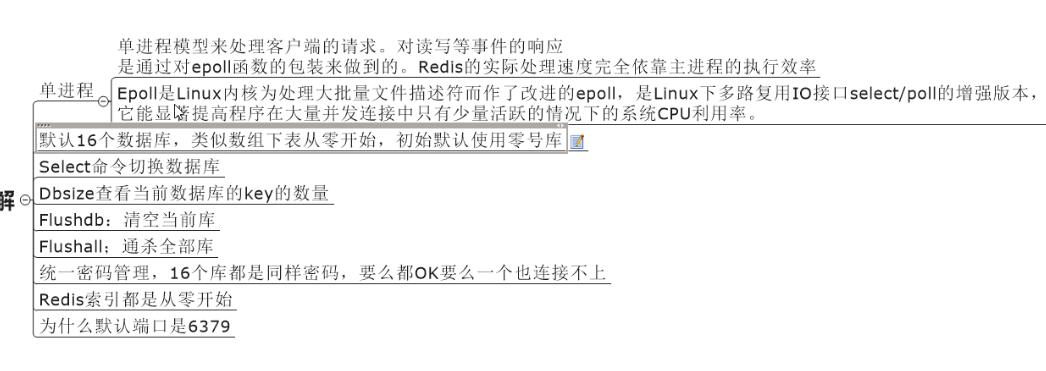 单进程模型来处理客户端的请求。对读写等事件的响应
是通过对epoll函数的包装来做到的。Redis的实际处理速度完全依靠主进程的执行效率
单进程
Epoll是Linux内核为处理大批量文件描述符而作了改进的epoll，是Linux下多路复用IO接口select/poll的增强版本，
它能显著提高程序在大量并发连接中只有少量活跃的情况下的系统CPU利用率。
默认16个数据库，类似数组下表从零开始，初始默认使用零号库
Select命令切换数据库
解
Dbsize查看当前数据库的key的数量
Flushdb：清空当前库
Flushall；通杀全部库
统一密码管理，16个库都是同样密码，要么都OK要么一个也连接不上
Redis索引都是从零开始
为什么默认端口是6379